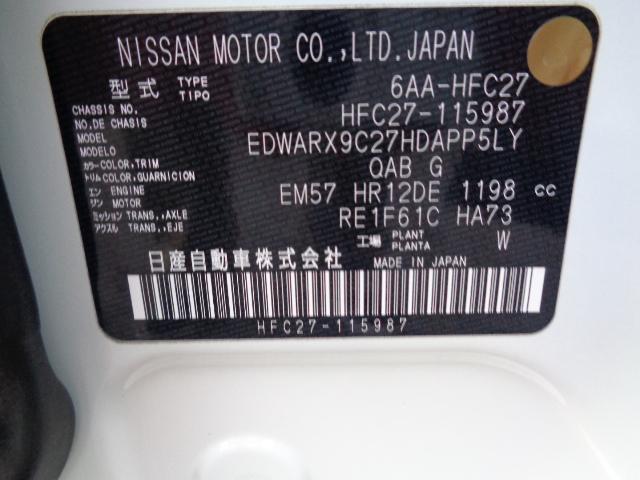 NISSAN MOTOR CO.,LTD.JAPAN
型式 TYPE TIPO 6AA-HFC27
CHASSIS NO. NO.DE CHASIS HFC27-115987
MODEL MODELO EDWARX9C27HDAPP5LY
カラー COLOR,TRIM トリム COLOR,GUARNICION QAB G
エン ENGINE ジン MOTOR EM57 HR12DE 1198 cc
ミッション TRANS.,AXLE アクスル TRANS.,EJE RE1F61C HA73
工場 PLANT PLANTA W
日産自動車株式会社 MADE IN JAPAN
HFC27-115987